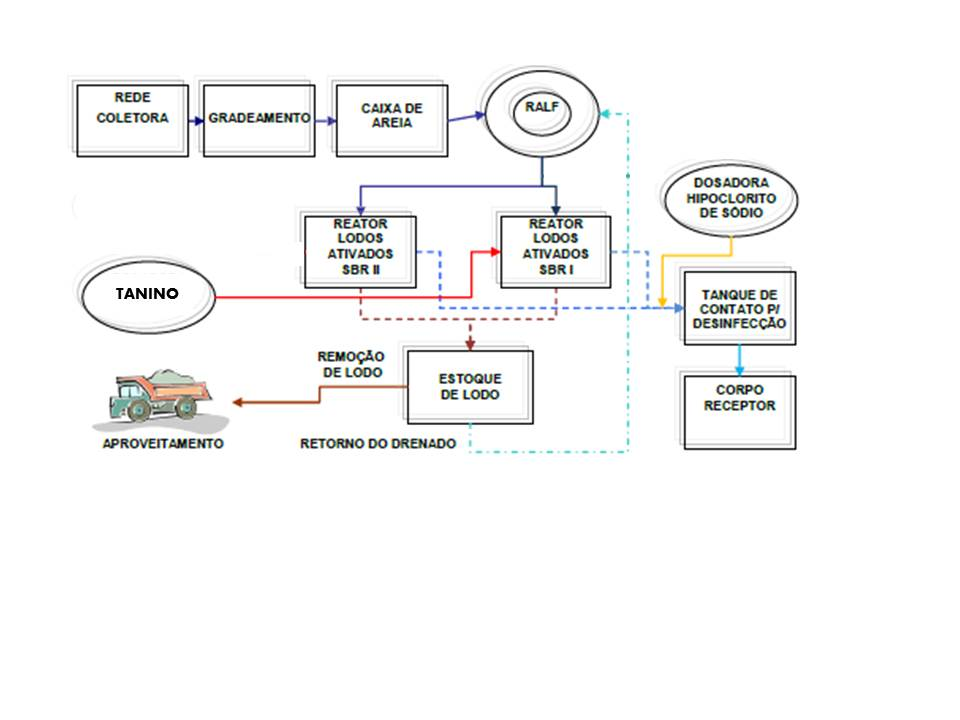 REDE
COLETORA
GRADEAMENTO
CAIXA DE
AREIA
RALF
DOSADORA
HIPOCLORITO
DE SÓDIO
REATOR
LODOS
ATIVADOS
SBR II
REATOR
LODOS
ATIVADOS
SBR I
TANINO
TANQUE DE
CONTATO P/
DESINFECÇÃO
REMOÇÃO
DE LODO
ESTOQUE
DE LODO
CORPO
RECEPTOR
APROVEITAMENTO
RETORNO DO DRENADO